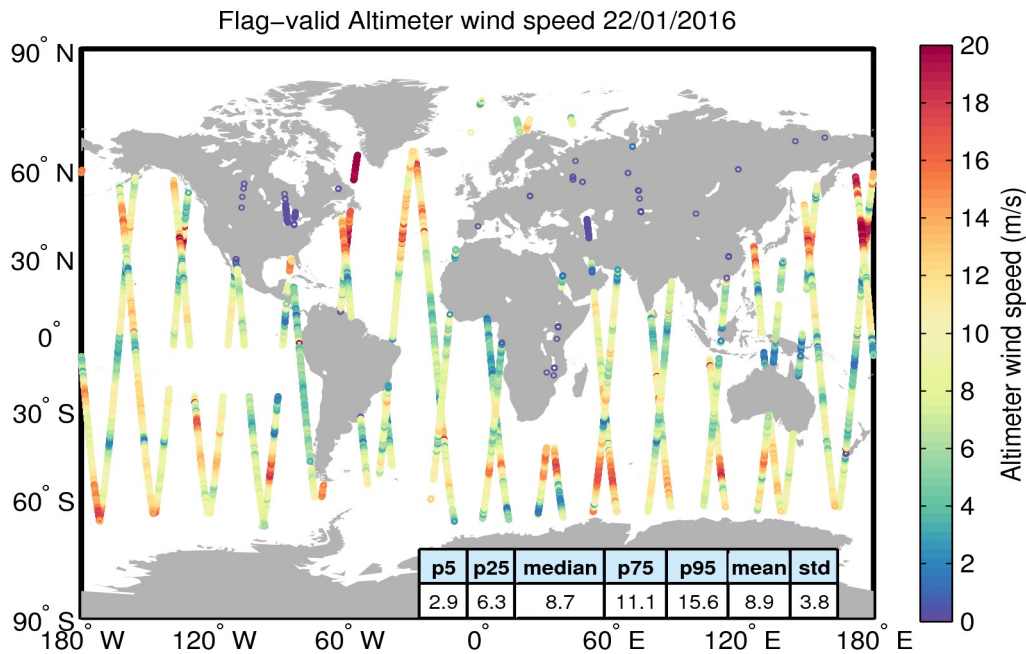 Flag−valid Altimeter wind speed 22/01/2016
90° N
60° N
30° N
0°
30° S
60° S
90° S
180° W
120° W
60° W
0°
60° E
120° E
180° E
p5 p25 median p75 p95 mean std
2.9 6.3 8.7 11.1 15.6 8.9 3.8
20
18
16
14
12
10
8
6
4
2
0
Altimeter wind speed (m/s)